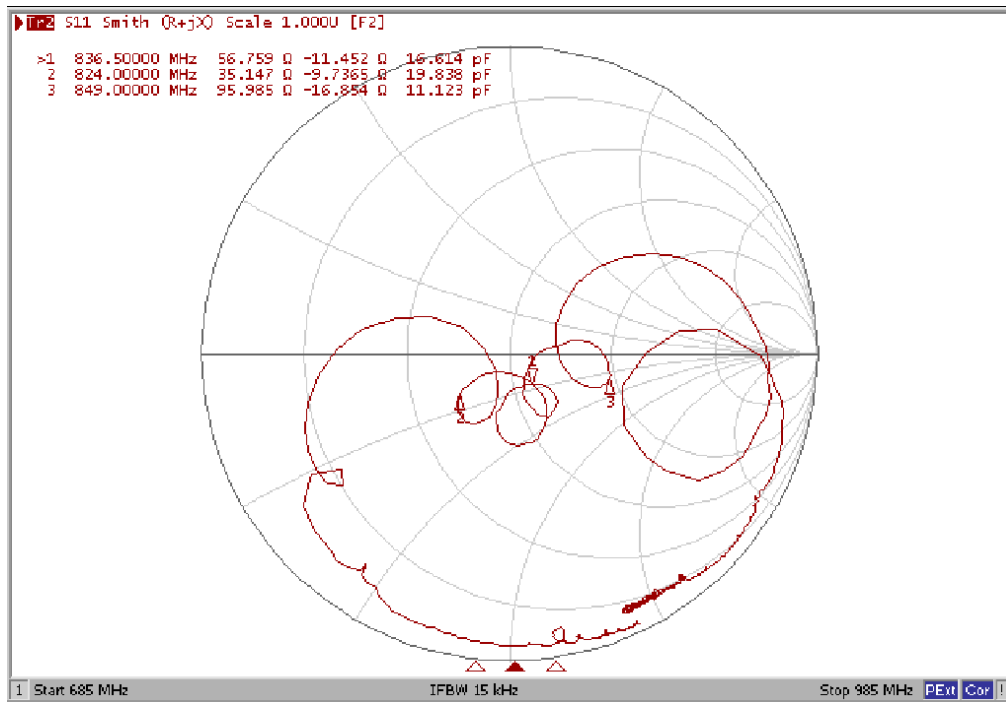 Tr2 S11 Smith (R+jX) Scale 1.000U [F2]
>1 836.50000 MHz 56.759 Ω -11.452 Ω 16.614 pF
2 824.00000 MHz 35.147 Ω -9.7365 Ω 19.838 pF
3 849.00000 MHz 95.985 Ω -16.854 Ω 11.123 pF
1
2
3
1 Start 685 MHz IFBW 15 kHz Stop 985 MHz PExt Cor !